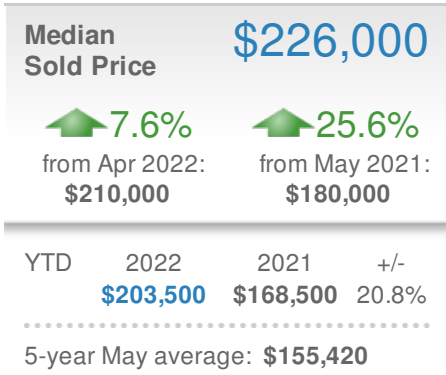 Median $226,000
Sold Price
7.6% 25.6%
from Apr 2022: from May 2021:
$210,000 $180,000
YTD 2022 2021 +/-
$203,500 $168,500 20.8%
5-year May average: $155,420